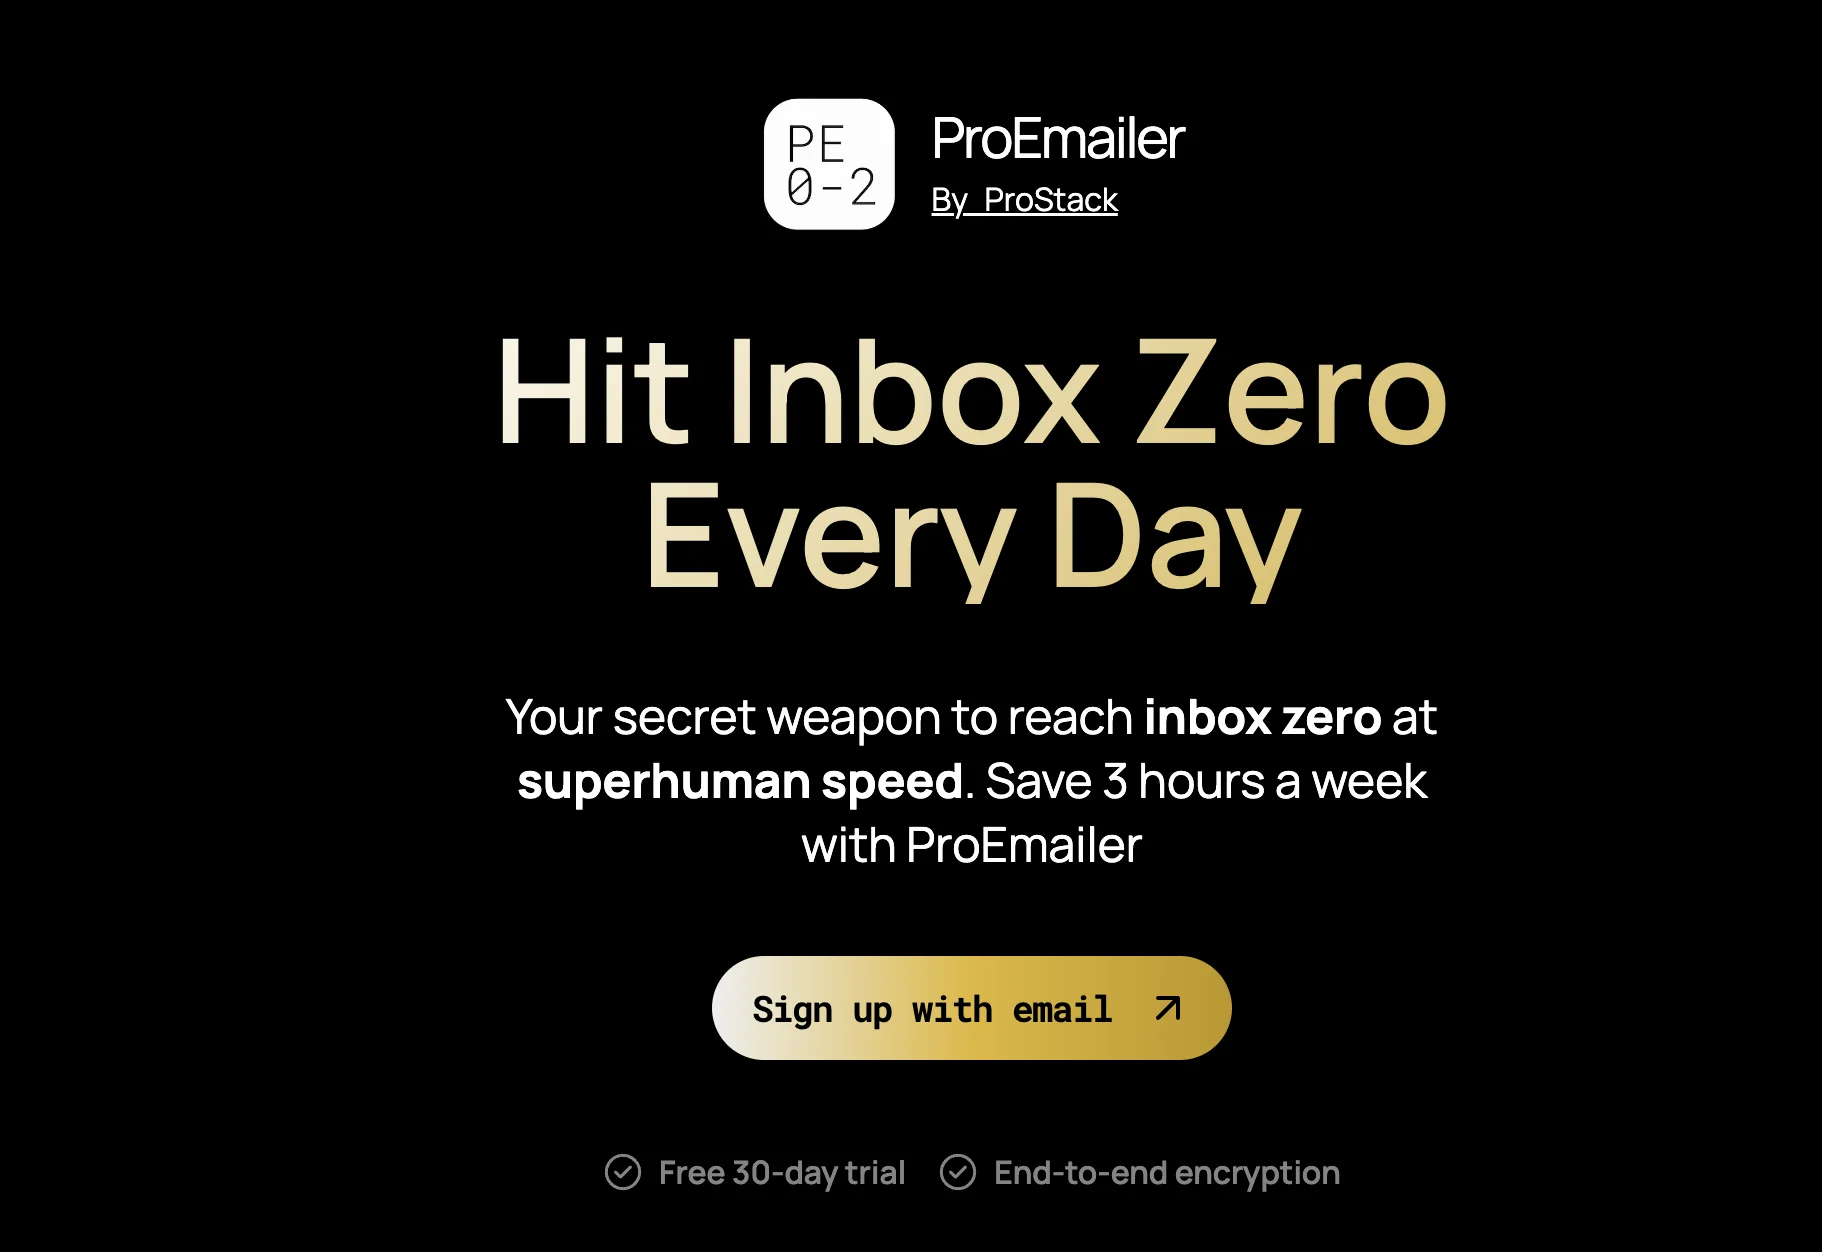 PE
0-2
ProEmailer
By ProStack
Hit Inbox Zero
Every Day
Your secret weapon to reach inbox zero at
superhuman speed. Save 3 hours a week
with ProEmailer
Sign up with email
Free 30-day trial
End-to-end encryption